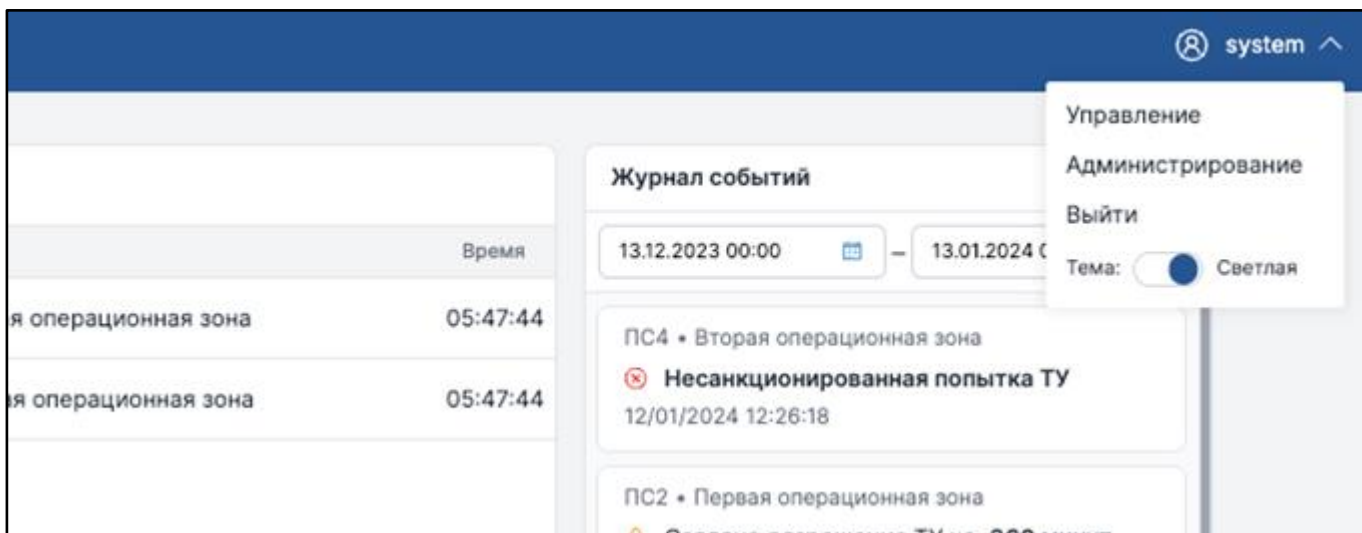 system
Управление
Администрирование
Выйти
Тема: Светлая
Время
операционная зона 05:47:44
операционная зона 05:47:44
Журнал событий
13.12.2023 00:00 – 13.01.2024
ПС4 • Вторая операционная зона
Несанкционированная попытка ТУ
12/01/2024 12:26:18
ПС2 • Первая операционная зона